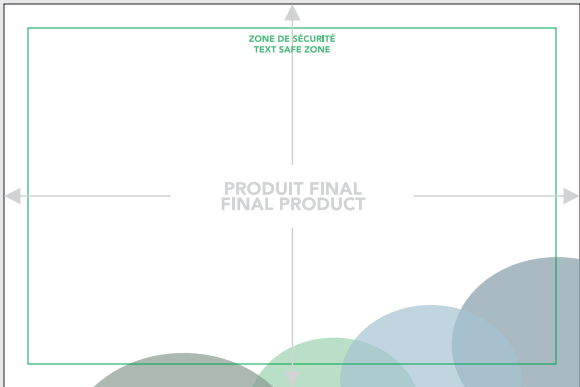 ZONE DE SÉCURITÉ
TEXT SAFE ZONE
PRODUIT FINAL
FINAL PRODUCT